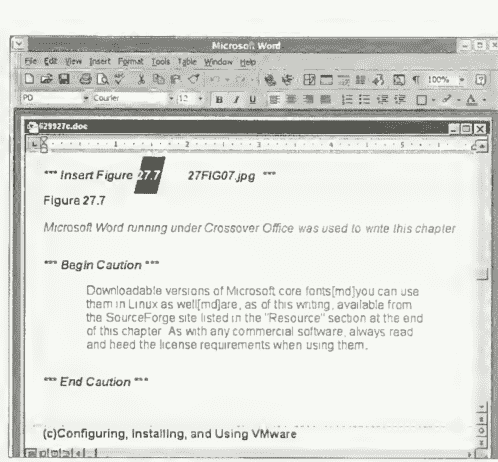 Microsoft Word
File Edit View Insert Format Tools Table Window Help
100%
PO Courier 12 B I U
629927c.doc
*** Insert Figure 27.7 27FIG07.jpg ***
Figure 27.7
Microsoft Word running under Crossover Office was used to write this chapter
*** Begin Caution ***
Downloadable versions of Microsoft core fonts[md]you can use
them in Linux as well[md]are, as of this writing, available from
the SourceForge site listed in the "Resource" section at the end
of this chapter As with any commercial software, always read
and heed the license requirements when using them.
*** End Caution ***
(c)Configuring, Installing, and Using VMware